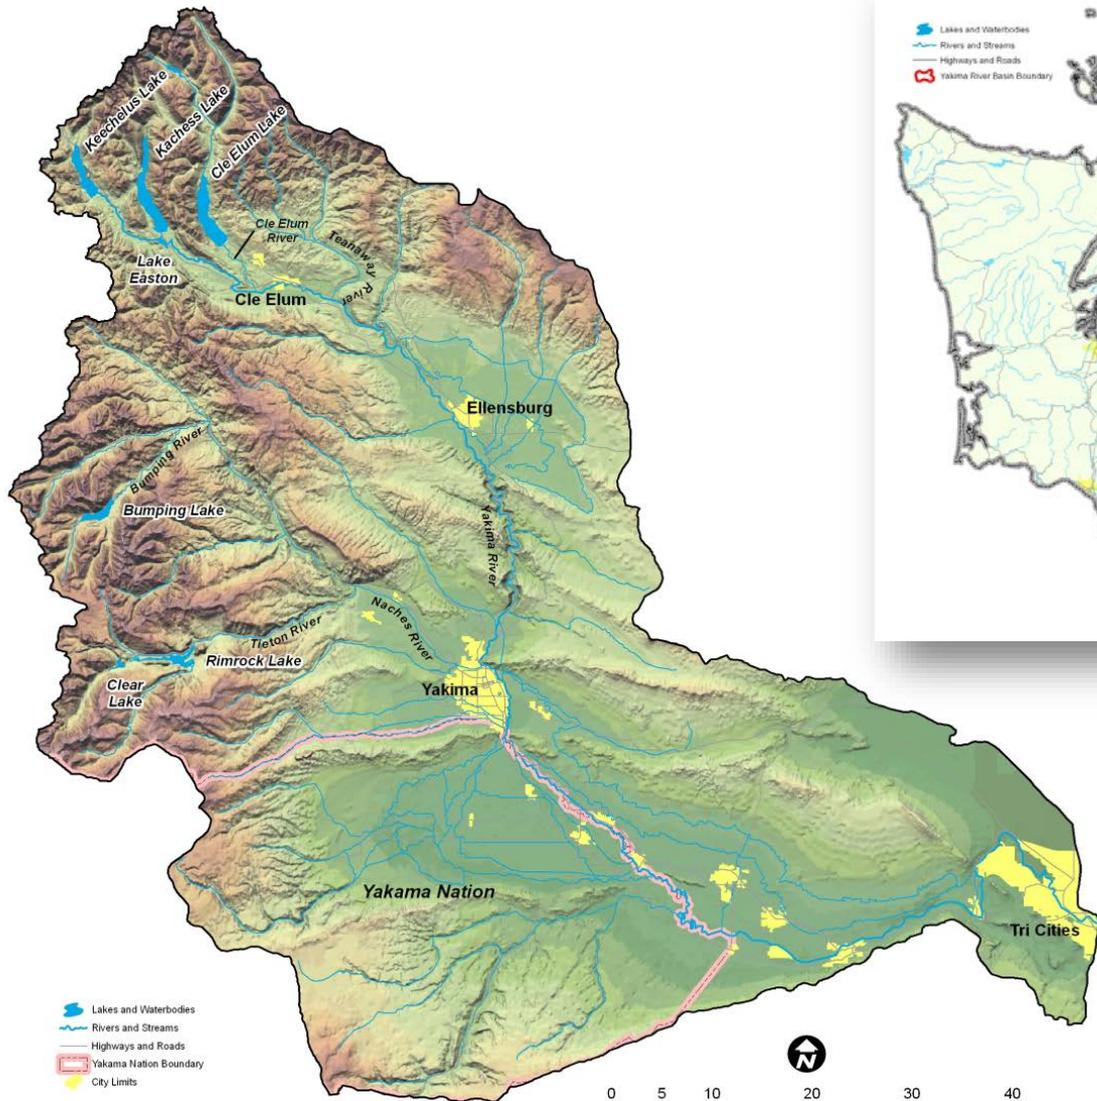 Lakes and Waterbodies
Rivers and Streams
Highways and Roads
Yakima River Basin Boundary
Keechelus Lake
Kachess Lake
Cle Elum Lake
Cle Elum
River
Teanaway
River
Lake
Easton
Cle Elum
Ellensburg
Bumping River
Bumping Lake
Yakima River
Naches River
Tieton River
Rimrock Lake
Clear
Lake
Yakima
Yakama Nation
Tri Cities
Lakes and Waterbodies
Rivers and Streams
Highways and Roads
Yakama Nation Boundary
City Limits
N
0 5 10 20 30 40